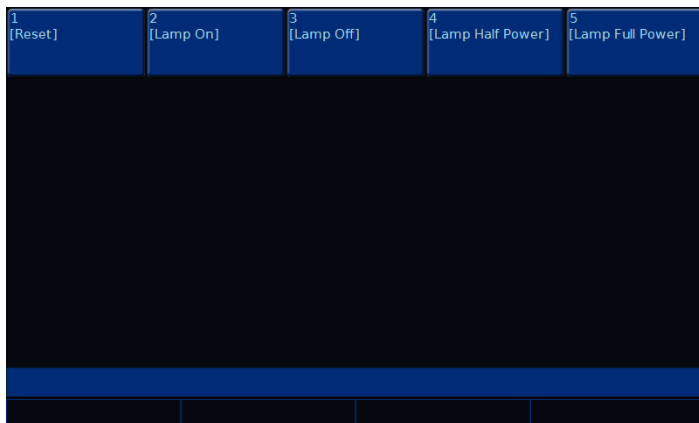 1
[Reset]
2
[Lamp On]
3
[Lamp Off]
4
[Lamp Half Power]
5
[Lamp Full Power]